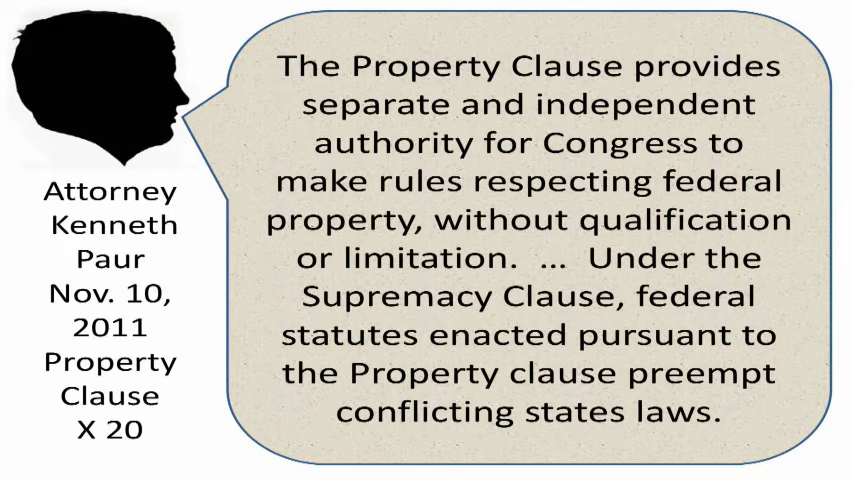 Attorney
Kenneth
Paur
Nov. 10,
2011
Property
Clause
X 20
The Property Clause provides
separate and independent
authority for Congress to
make rules respecting federal
property, without qualification
or limitation.  ...  Under the
Supremacy Clause, federal
statutes enacted pursuant to
the Property clause preempt
conflicting states laws.